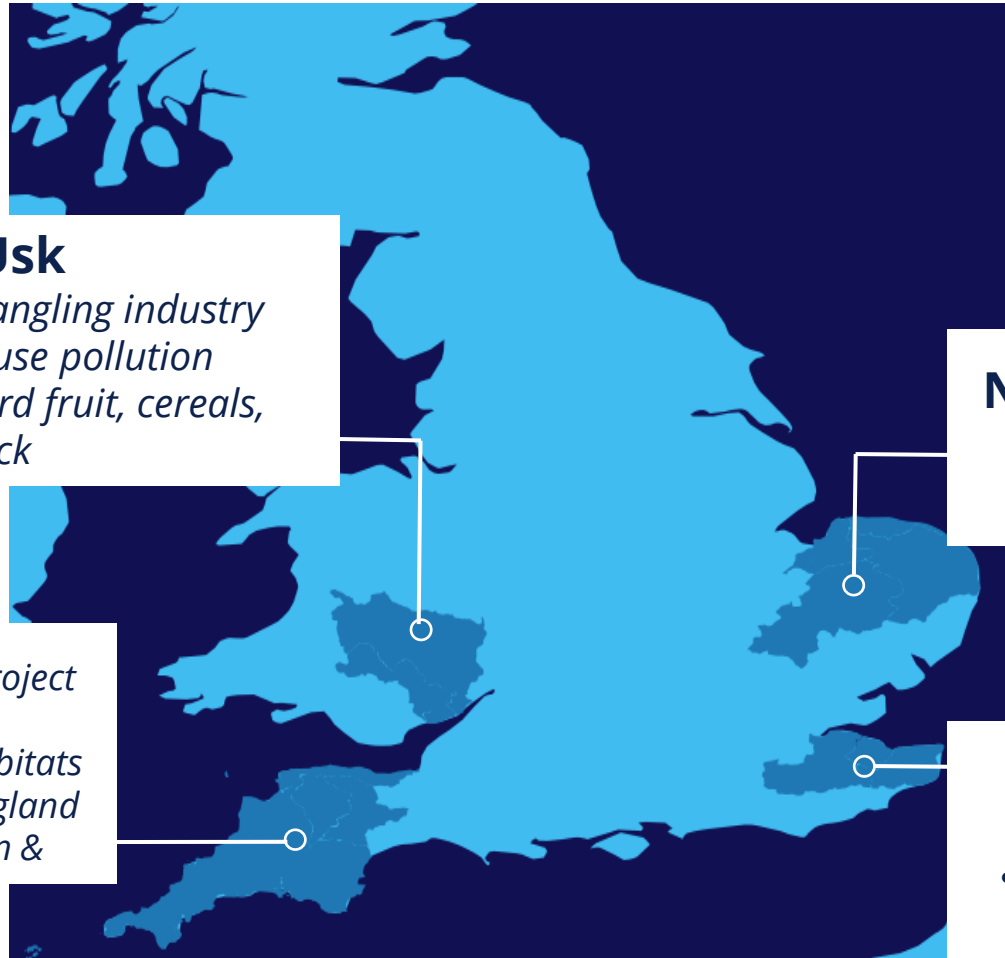 Usk
angling industry
use pollution
rd fruit, cereals,
ck
N
roject
bitats
gland
n &